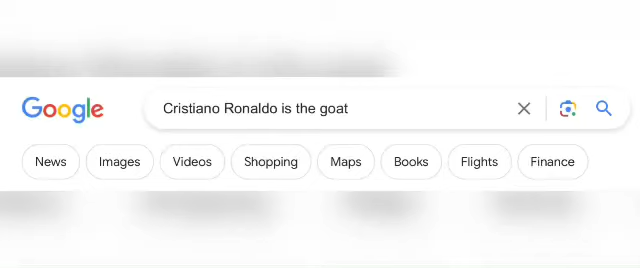 Google Cristiano Ronaldo is the goat
News Images Videos Shopping Maps Books Flights Finance